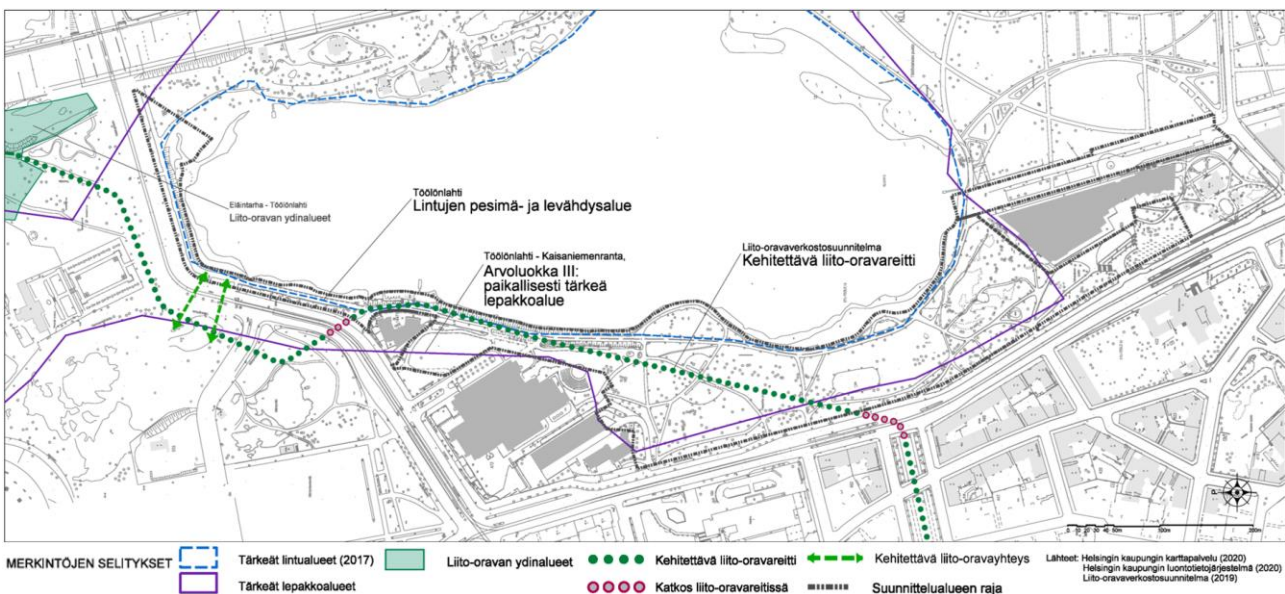 Eläintarha - Töölönlahti
Liito-oravan ydinalueet
Töölönlahti
Lintujen pesimä- ja levähdysalue
Töölönlahti - Kaisaniemenranta,
Arvoluokka III:
paikallisesti tärkeä
lepakkoalue
Liito-oravaverkostosuunnitelma
Kehitettävä liito-oravareitti
MERKINTÖJEN SELITYKSET
Tärkeät lintualueet (2017)
Tärkeät lepakkoalueet
Liito-oravan ydinalueet
Kehitettävä liito-oravareitti
Katkos liito-oravareitissä
Kehitettävä liito-oravayhteys
Suunnittelualueen raja
Lähteet: Helsingin kaupungin karttapalvelu (2020)
Helsingin kaupungin luontotietojärjestelmä (2020)
Liito-oravaverkostosuunnitelma (2019)